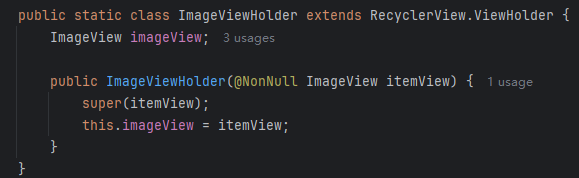 public static class ImageViewHolder extends RecyclerView.ViewHolder {
    ImageView imageView;  3 usages

    public ImageViewHolder(@NonNull ImageView itemView) {  1 usage
        super(itemView);
        this.imageView = itemView;
    }
}